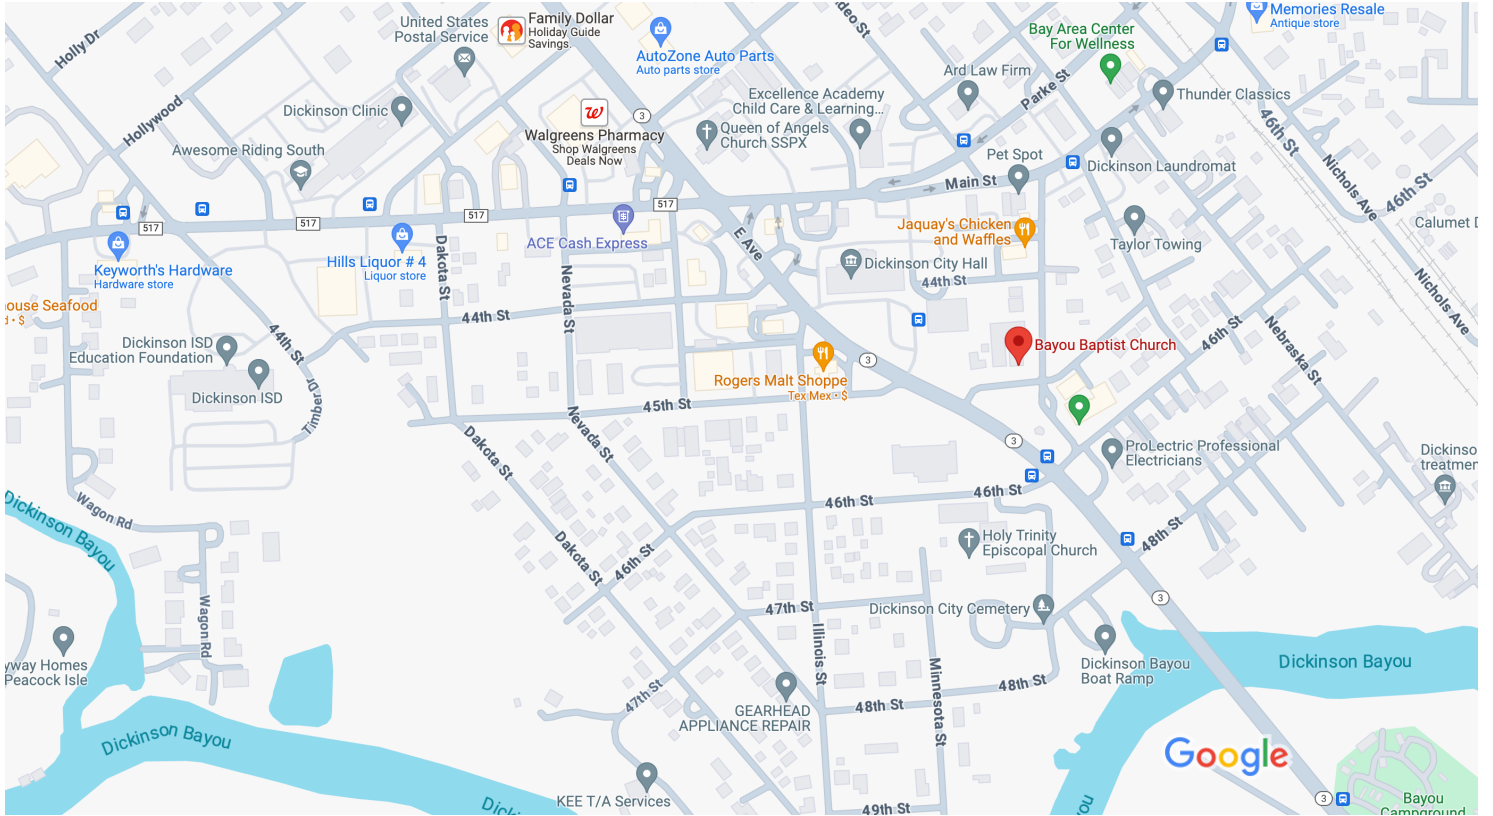 Holly Dr
Hollywood
United States
Postal Service
Family Dollar
Holiday Guide
Savings.
AutoZone Auto Parts
Auto parts store
deo St
Memories Resale
Antique store
Bay Area Center
For Wellness
Ard Law Firm
Parke St
Thunder Classics
Excellence Academy
Child Care & Learning...
Dickinson Clinic
3
Walgreens Pharmacy
Shop Walgreens
Deals Now
Queen of Angels
Church SSPX
46th St
Nichols Ave
46th St
Awesome Riding South
Pet Spot
Dickinson Laundromat
Main St
517
517
517
517
Calumet D
Keyworth's Hardware
Hardware store
Hills Liquor # 4
Liquor store
ACE Cash Express
E Ave
Jaquay's Chicken
and Waffles
Taylor Towing
Dickinson City Hall
44th St
Nichols Ave
Dakota St
Nevada St
ouse Seafood
d • $
44th St
44th St
Dickinson ISD
Education Foundation
Dickinson ISD
Timber Dr
Bayou Baptist Church
46th St
Nebraska St
Rogers Malt Shoppe
Tex Mex • $
3
45th St
Nevada St
Dakota St
3
ProLectric Professional
Electricians
Dickinso
treatmen
Wagon Rd
Dickinson Bayou
46th St
46th St
48th St
Dakota St
46th St
Holy Trinity
Episcopal Church
Wagon Rd
47th St
Dickinson City Cemetery
3
Illinois St
yway Homes
Peacock Isle
Minnesota St
Dickinson Bayou
Boat Ramp
Dickinson Bayou
47th St
48th St
48th St
GEARHEAD
APPLIANCE REPAIR
Dickinson Bayou
Google
KEE T/A Services
Dick
49th St
ou
3
Bayou
Campground